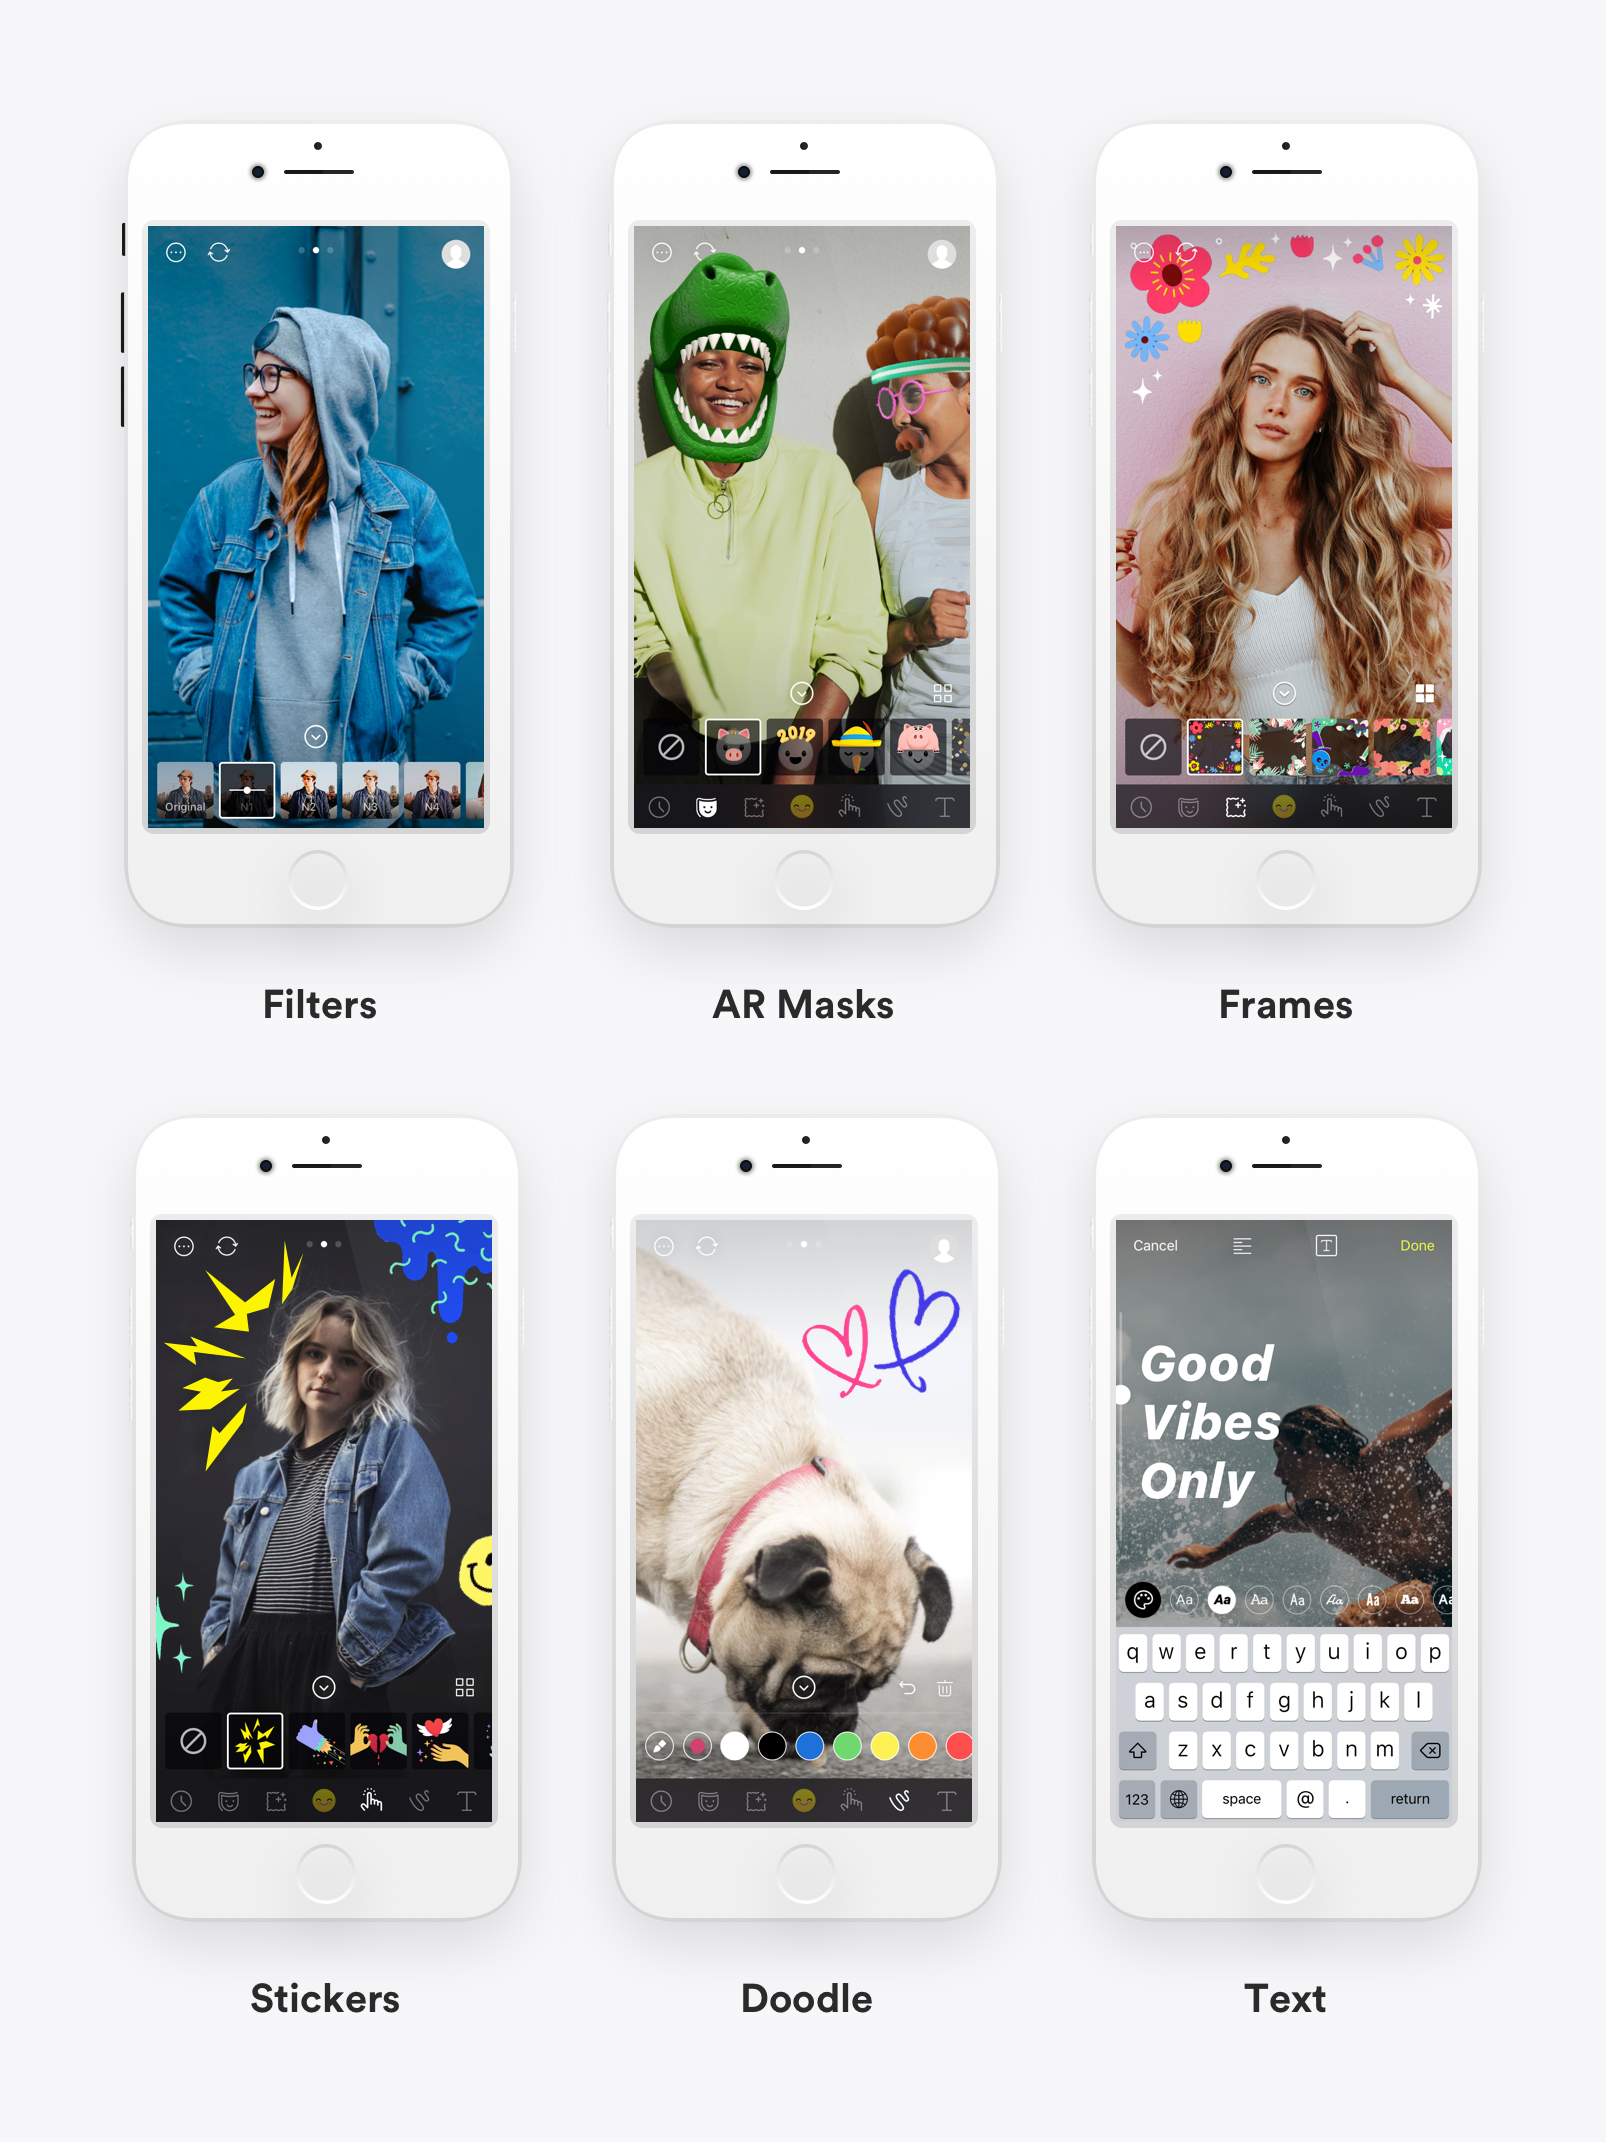 Original
N1
N2
N3
N4
2019
Filters
AR Masks
Frames
Cancel
T
Done
Good
Vibes
Only
Aa Aa Aa Aa Aa Aa Aa
q w e r t y u i o p
a s d f g h j k l
z x c v b n m
123 space @ . return
Stickers
Doodle
Text